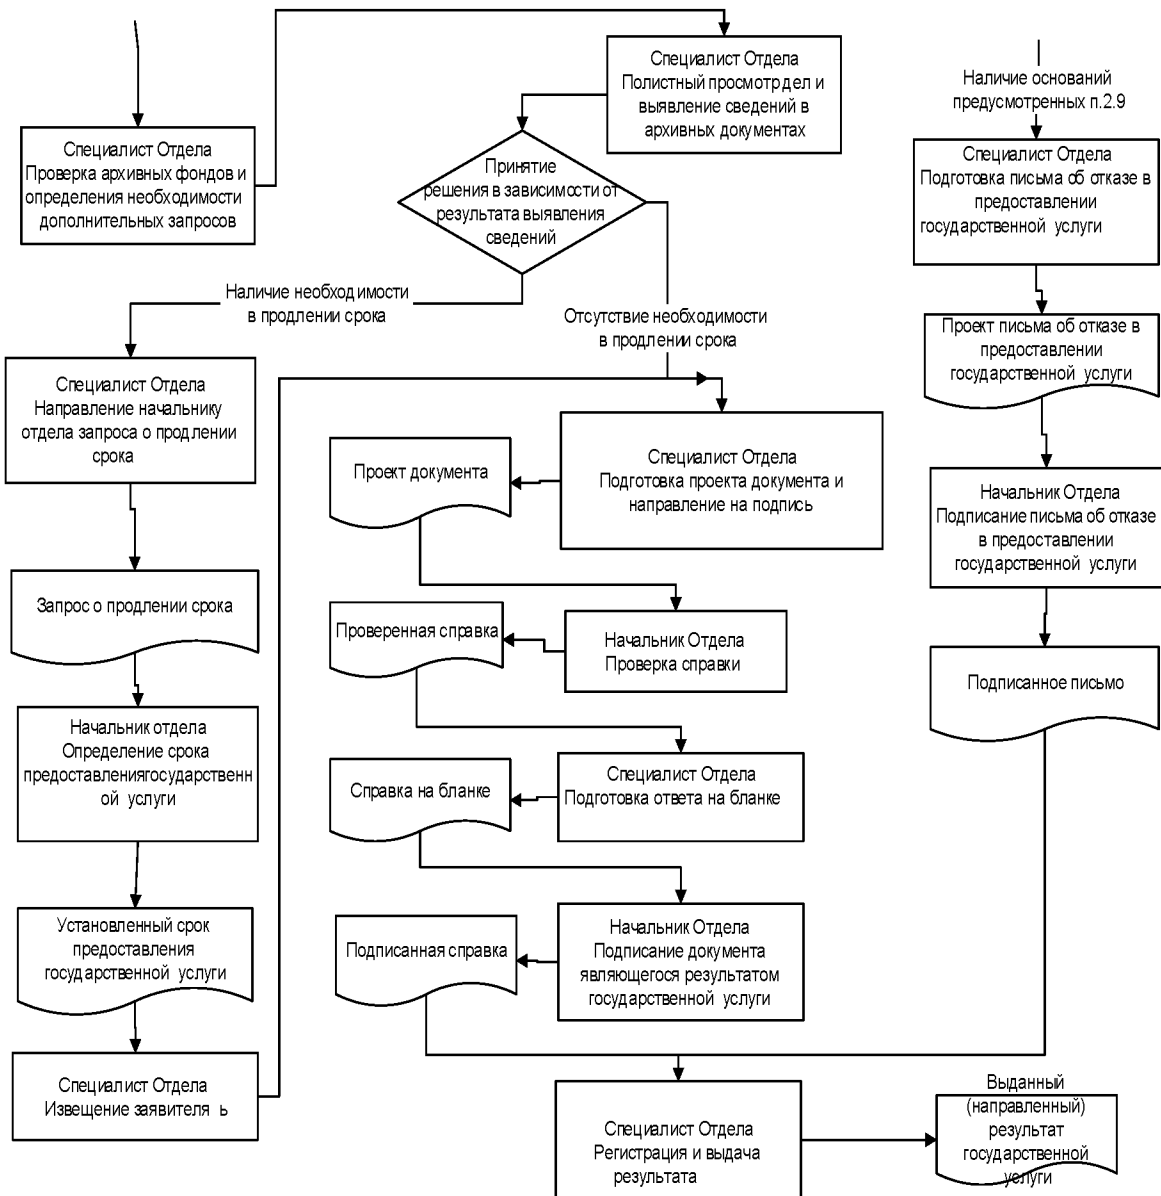 Специалист Отдела
Полистный просмотр дел и
выявление сведений в
архивных документах
Наличие оснований
предусмотренных п.2.9
Специалист Отдела
Проверка архивных фондов и
определения необходимости
дополнительных запросов
Принятие
решения в зависимости от
результата выявления
сведений
Специалист Отдела
Подготовка письма об отказе в
предоставлении
государственной услуги
Наличие необходимости
в продлении срока
Отсутствие необходимости
в продлении срока
Проект письма об отказе в
предоставлении
государственной услуги
Специалист Отдела
Направление начальнику
отдела запроса о продлении
срока
Проект документа
Специалист Отдела
Подготовка проекта документа и
направление на подпись
Начальник Отдела
Подписание письма об отказе
в предоставлении
государственной услуги
Запрос о продлении срока
Проверенная справка
Начальник Отдела
Проверка справки
Подписанное письмо
Начальник отдела
Определение срока
предоставлениягосударственн
ой услуги
Справка на бланке
Специалист Отдела
Подготовка ответа на бланке
Установленный срок
предоставления
государственной услуги
Подписанная справка
Начальник Отдела
Подписание документа
являющегося результатом
государственной услуги
Специалист Отдела
Извещение заявителя ь
Специалист Отдела
Регистрация и выдача
результата
Выданный
(направленный)
результат
государственной
услуги